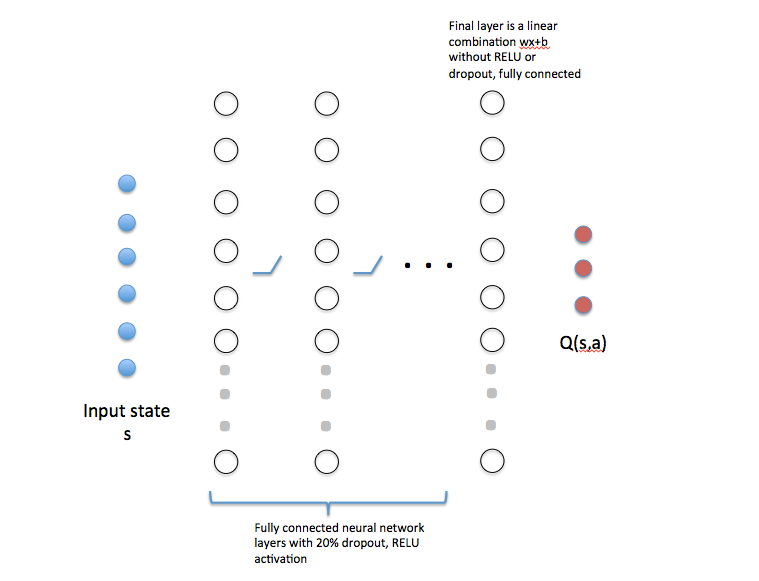 Final layer is a linear
combination wx+b
without RELU or
dropout, fully connected
Input state
s
Q(s,a)
Fully connected neural network
layers with 20% dropout, RELU
activation